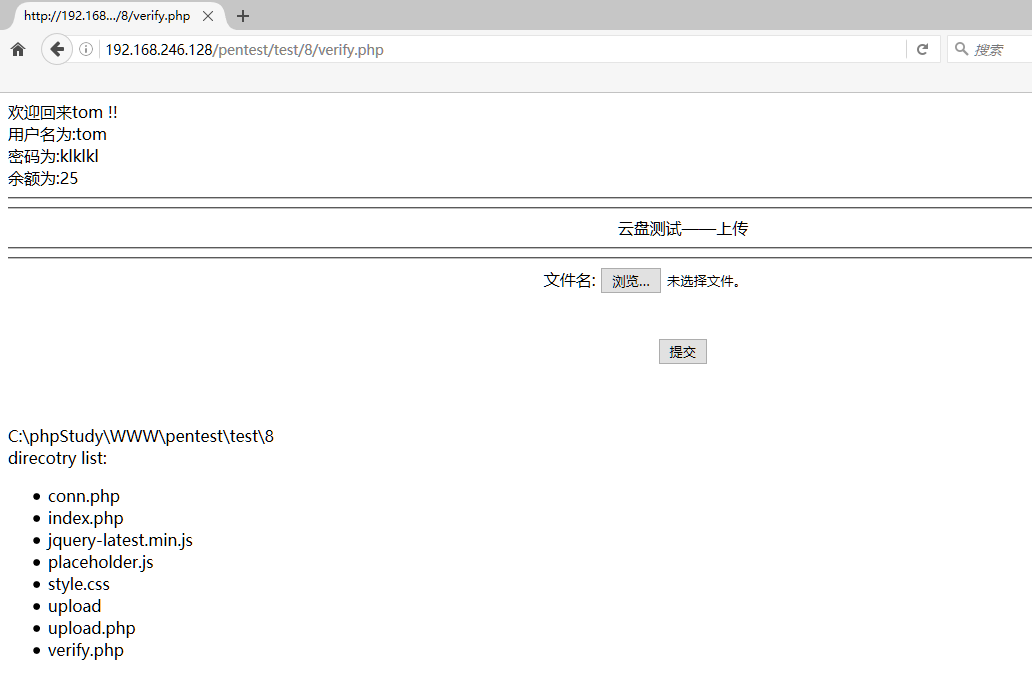 http://192.168.../8/verify.php
192.168.246.128/pentest/test/8/verify.php
搜索
欢迎回来tom !!
用户名为:tom
密码为:klklkl
余额为:25
云盘测试——上传
文件名: 浏览... 未选择文件。
提交
C:\phpStudy\WWW\pentest\test\8
direcotry list:
conn.php
index.php
jquery-latest.min.js
placeholder.js
style.css
upload
upload.php
verify.php